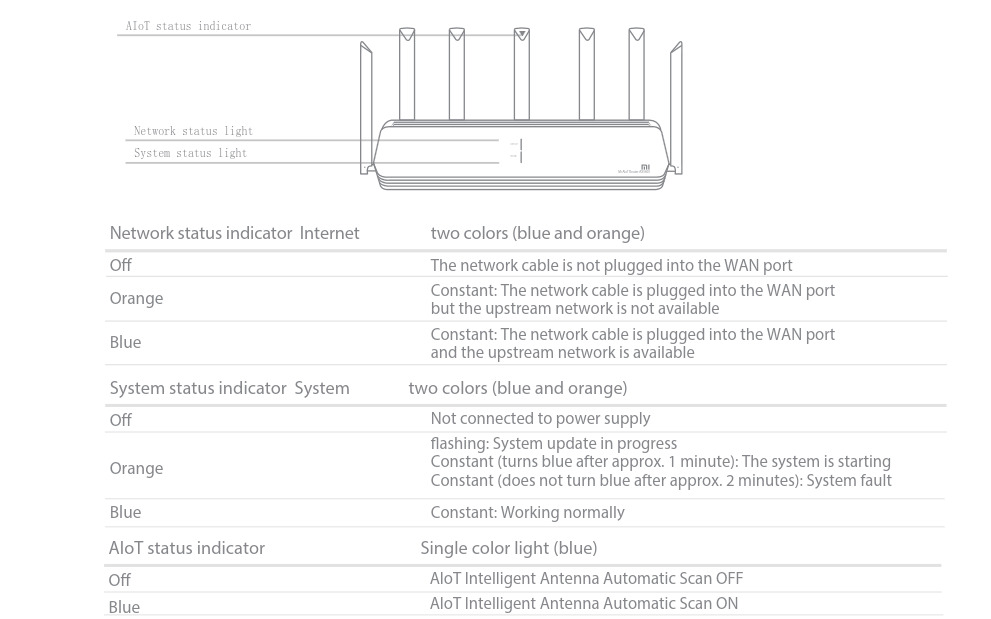 AIoT status indicator
Network status light
System status light
MI
Network status indicator Internet two colors (blue and orange)
Off The network cable is not plugged into the WAN port
Orange Constant: The network cable is plugged into the WAN port
but the upstream network is not available
Blue Constant: The network cable is plugged into the WAN port
and the upstream network is available
System status indicator System two colors (blue and orange)
Off Not connected to power supply
Orange flashing: System update in progress
Constant (turns blue after approx. 1 minute): The system is starting
Constant (does not turn blue after approx. 2 minutes): System fault
Blue Constant: Working normally
AIoT status indicator Single color light (blue)
Off AIoT Intelligent Antenna Automatic Scan OFF
Blue AIoT Intelligent Antenna Automatic Scan ON